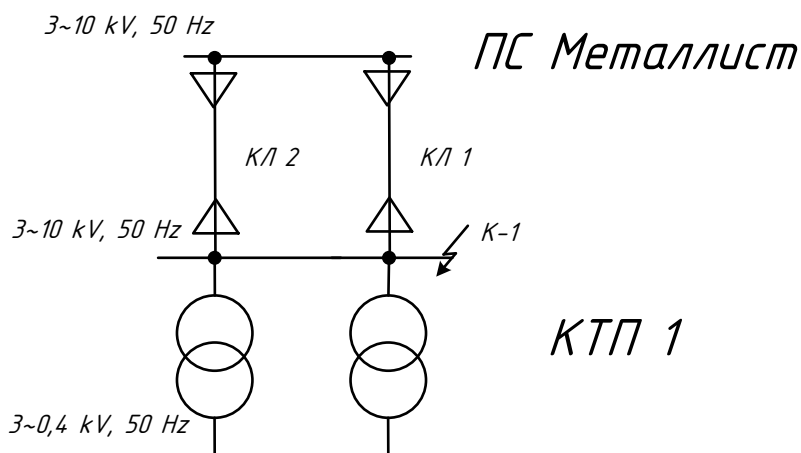 3~10 kV, 50 Hz
ПС Металлист
КЛ 2
КЛ 1
3~10 kV, 50 Hz
К-1
КТП 1
3~0,4 kV, 50 Hz